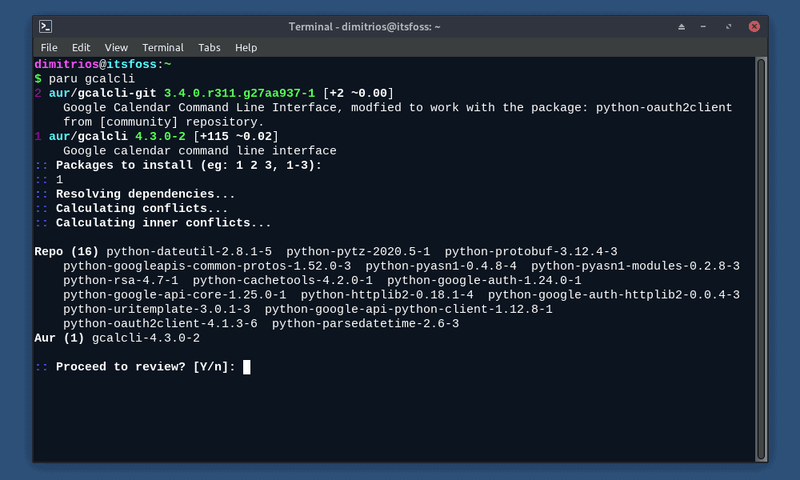 Terminal - dimitrios@itsfoss: ~
File Edit View Terminal Tabs Help
dimitrios@itsfoss:~
$ paru gcalcli
2 aur/gcalcli-git 3.4.0.r311.g27aa937-1 [+2 ~0.00]
Google Calendar Command Line Interface, modfied to work with the package: python-oauth2client
from [community] repository.
1 aur/gcalcli 4.3.0-2 [+115 ~0.02]
Google calendar command line interface
:: Packages to install (eg: 1 2 3, 1-3):
:: 1
:: Resolving dependencies...
:: Calculating conflicts...
:: Calculating inner conflicts...
Repo (16) python-dateutil-2.8.1-5 python-pytz-2020.5-1 python-protobuf-3.12.4-3
python-googleapis-common-protos-1.52.0-3 python-pyasn1-0.4.8-4 python-pyasn1-modules-0.2.8-3
python-rsa-4.7-1 python-cachetools-4.2.0-1 python-google-auth-1.24.0-1
python-google-api-core-1.25.0-1 python-httplib2-0.18.1-4 python-google-auth-httplib2-0.0.4-3
python-uritemplate-3.0.1-3 python-google-api-python-client-1.12.8-1
python-oauth2client-4.1.3-6 python-parsedatetime-2.6-3
Aur (1) gcalcli-4.3.0-2
:: Proceed to review? [Y/n]: